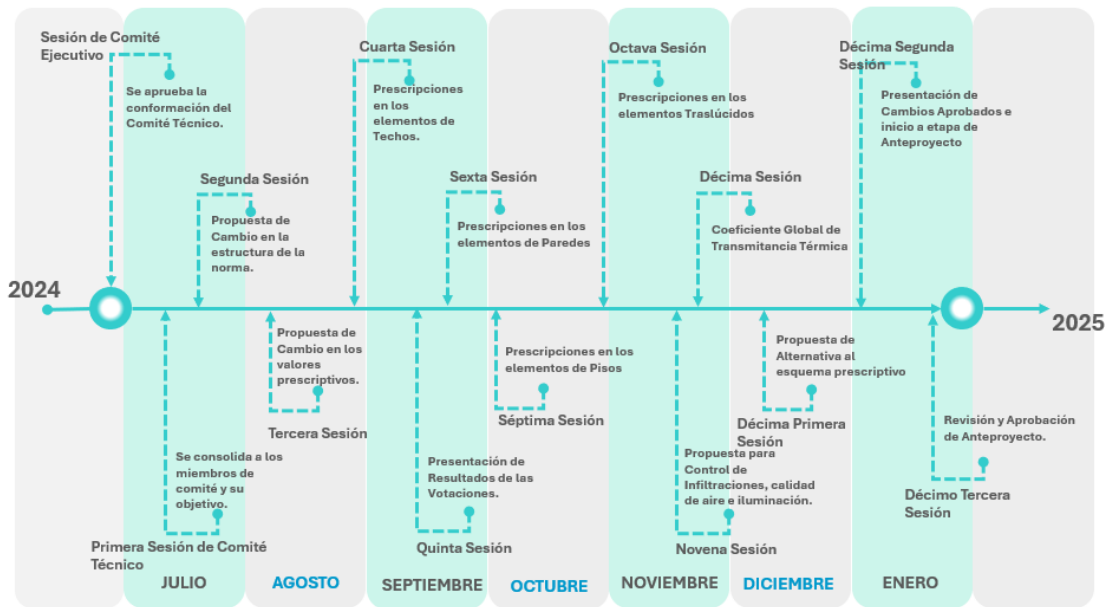 Sesión de Comité
Ejecutivo
Se aprueba la
conformación del
Comité Técnico.
Cuarta Sesión
Prescripciones
en los
elementos de
Techos.
Octava Sesión
Prescripciones en los
elementos Traslúcidos
Décima Segunda
Sesión
Presentación de
Cambios Aprobados e
inicio a etapa de
Anteproyecto
Segunda Sesión
Propuesta de
Cambio en la
estructura de la
norma.
Sexta Sesión
Prescripciones en los
elementos de Paredes
Décima Sesión
Coeficiente Global de
Transmitancia Térmica
2024
2025
Se consolida a los
miembros de
comité y su
objetivo.
Primera Sesión de Comité
Técnico
Propuesta de
Cambio en los
valores
prescriptivos.
Tercera Sesión
Presentación de
Resultados de las
Votaciones.
Quinta Sesión
Prescripciones en los
elementos de Pisos
Séptima Sesión
Propuesta para
Control de
Infiltraciones, calidad
de aire e iluminación.
Novena Sesión
Propuesta de
Alternativa al
esquema prescriptivo
Décima Primera
Sesión
Revisión y Aprobación
de Anteproyecto.
Décimo Tercera
Sesión
JULIO
AGOSTO
SEPTIEMBRE
OCTUBRE
NOVIEMBRE
DICIEMBRE
ENERO